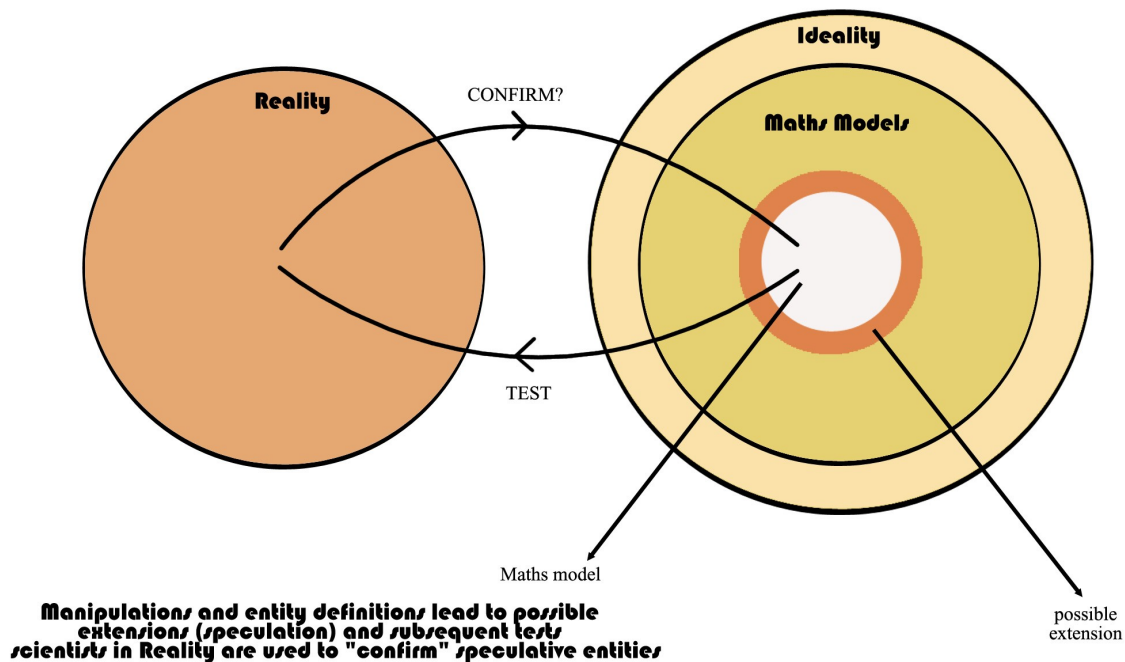 Ideality
Reality
CONFIRM?
Maths Models
TEST
Maths model
possible
extension
Manipulations and entity definitions lead to possible
extensions (speculation) and subsequent tests
scientists in Reality are used to "confirm" speculative entities